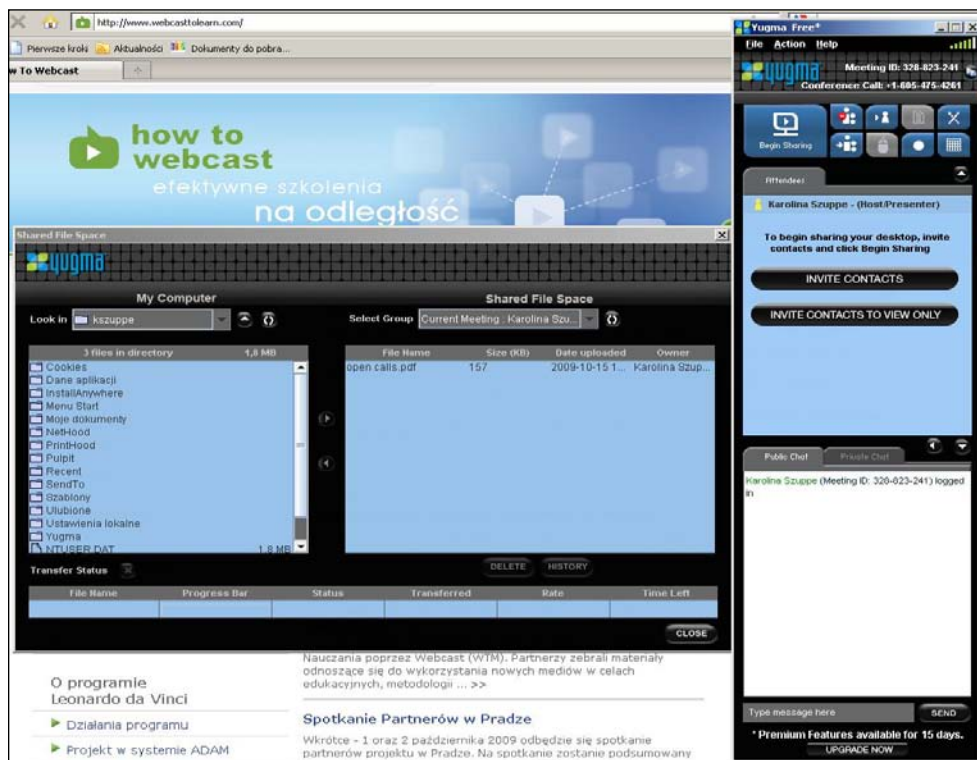 http://www.webcasttolearn.com/
Pierwsze kroki Aktualności Dokumenty do pobra...
w To Webcast
how to
webcast
efektywne szkolenia
na odległość
Shared File Space
yugma
My Computer
Look in kszuppe
3 files in directory 1,8 MB
Cookies
Dane aplikacji
InstallAnywhere
Menu Start
Moje dokumenty
NetHood
PrintHood
Pulpit
Recent
SendTo
Szablony
Ulubione
Ustawienia lokalne
Yugma
NTUSER.DAT 1,8 MB
Shared File Space
Select Group Current Meeting : Karolina Szu...
File Name Size (KB) Date uploaded Owner
open calls.pdf 157 2009-10-15 1... Karolina Szup...
DELETE HISTORY
Transfer Status
File Name Progress Bar Status Transferred Rate Time Left
CLOSE
Nauczania poprzez Webcast (WTM). Partnerzy zebrali materiały
odnoszące się do wykorzystania nowych mediów w celach
edukacyjnych, metodologii ... >>
O programie
Leonardo da Vinci
Działania programu
Projekt w systemie ADAM
Spotkanie Partnerów w Pradze
Wkrótce - 1 oraz 2 października 2009 odbędzie się spotkanie
partnerów projektu w Pradze. Na spotkanie zostanie podsumowany
Yugma Free*
File Action Help
yugma
Meeting ID: 328-823-241
Conference Call: +1-605-475-4261
Begin Sharing
Attendees
Karolina Szuppe - (Host/Presenter)
To begin sharing your desktop, invite
contacts and click Begin Sharing
INVITE CONTACTS
INVITE CONTACTS TO VIEW ONLY
Public Chat Private Chat
Karolina Szuppe (Meeting ID: 328-823-241) logged
in
Type message here SEND
* Premium Features available for 15 days.
UPGRADE NOW